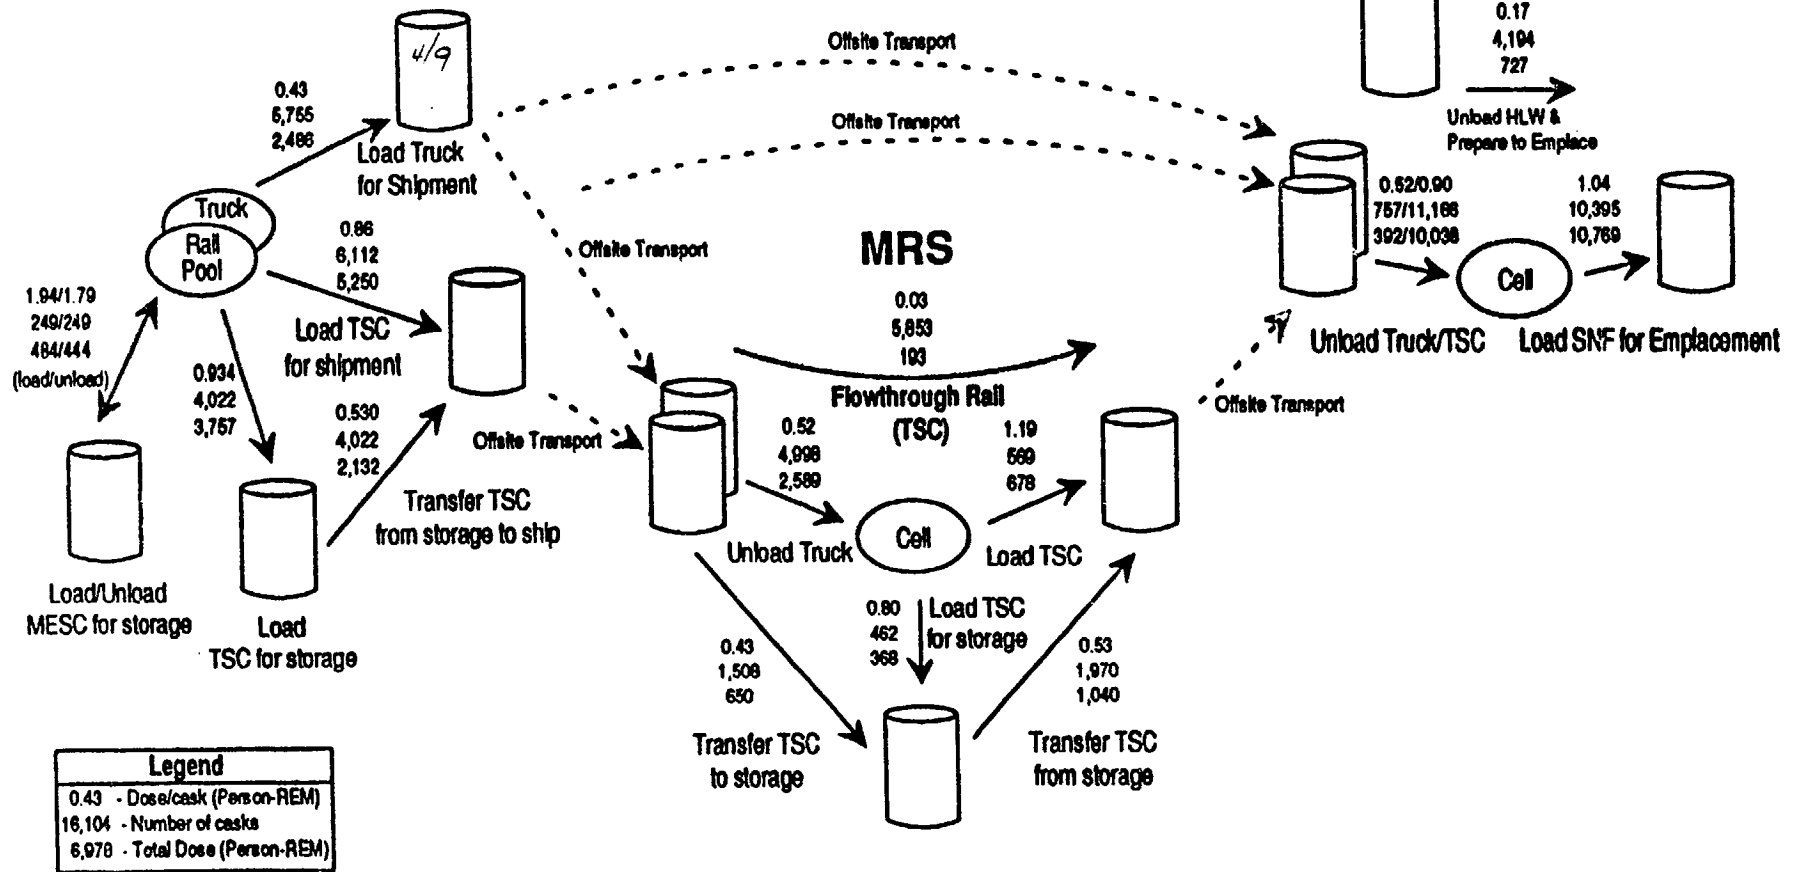 4/9
0.43
5,755
2,486
Load Truck
for Shipment
Offsite Transport
Offsite Transport
0.17
4,194
727
Unload HLW &
Prepare to Emplace
Truck
Rail
Pool
0.86
6,112
5,250
Load TSC
for shipment
1.94/1.79
249/249
484/444
(load/unload)
0.934
4,022
3,757
0.530
4,022
2,132
Transfer TSC
from storage to ship
Load/Unload
MESC for storage
Load
TSC for storage
Offsite Transport
Offsite Transport
MRS
0.03
5,853
193
Flowthrough Rail
(TSC)
0.52
4,998
2,589
Unload Truck
Cell
1.19
569
678
Load TSC
0.80
462
368
Load TSC
for storage
0.43
1,508
650
Transfer TSC
to storage
0.53
1,970
1,040
Transfer TSC
from storage
Offsite Transport
0.52/0.90
757/11,166
392/10,038
Unload Truck/TSC
Cell
1.04
10,395
10,769
Load SNF for Emplacement
Legend
0.43 - Dose/cask (Person-REM)
16,104 - Number of casks
6,978 - Total Dose (Person-REM)